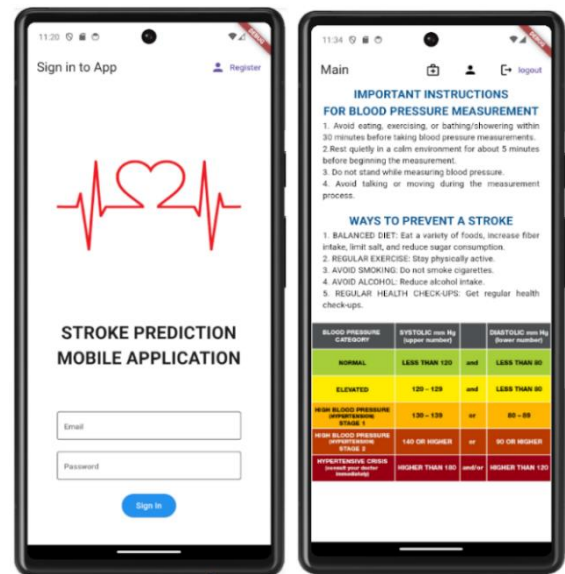 11:20
DEBUG
Sign in to App
Register
STROKE PREDICTION
MOBILE APPLICATION
Email
Password
Sign In
11:34
DEBUG
Main
logout
IMPORTANT INSTRUCTIONS
FOR BLOOD PRESSURE MEASUREMENT
1. Avoid eating, exercising, or bathing/showering within
30 minutes before taking blood pressure measurements.
2.Rest quietly in a calm environment for about 5 minutes
before beginning the measurement.
3. Do not stand while measuring blood pressure.
4. Avoid talking or moving during the measurement
process.
WAYS TO PREVENT A STROKE
1. BALANCED DIET: Eat a variety of foods, increase fiber
intake, limit salt, and reduce sugar consumption.
2. REGULAR EXERCISE: Stay physically active.
3. AVOID SMOKING: Do not smoke cigarettes.
4. AVOID ALCOHOL: Reduce alcohol intake.
5. REGULAR HEALTH CHECK-UPS: Get regular health
check-ups.
BLOOD PRESSURE CATEGORY SYSTOLIC mm Hg (upper number) DIASTOLIC mm Hg (lower number)
NORMAL LESS THAN 120 and LESS THAN 80
ELEVATED 120 – 129 and LESS THAN 80
HIGH BLOOD PRESSURE (HYPERTENSION) STAGE 1 130 – 139 or 80 – 89
HIGH BLOOD PRESSURE (HYPERTENSION) STAGE 2 140 OR HIGHER or 90 OR HIGHER
HYPERTENSIVE CRISIS (consult your doctor immediately) HIGHER THAN 180 and/or HIGHER THAN 120